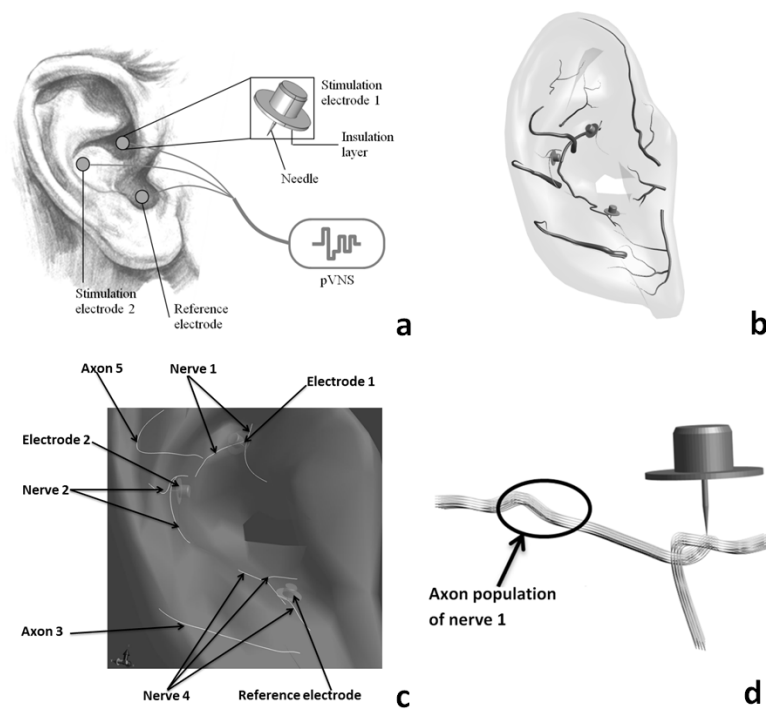 Stimulation
electrode 1
Insulation
layer
Needle
pVNS
Stimulation
electrode 2
Reference
electrode
a
b
Axon 5
Nerve 1
Electrode 1
Electrode 2
Nerve 2
Axon 3
Nerve 4
Reference electrode
c
Axon population
of nerve 1
d